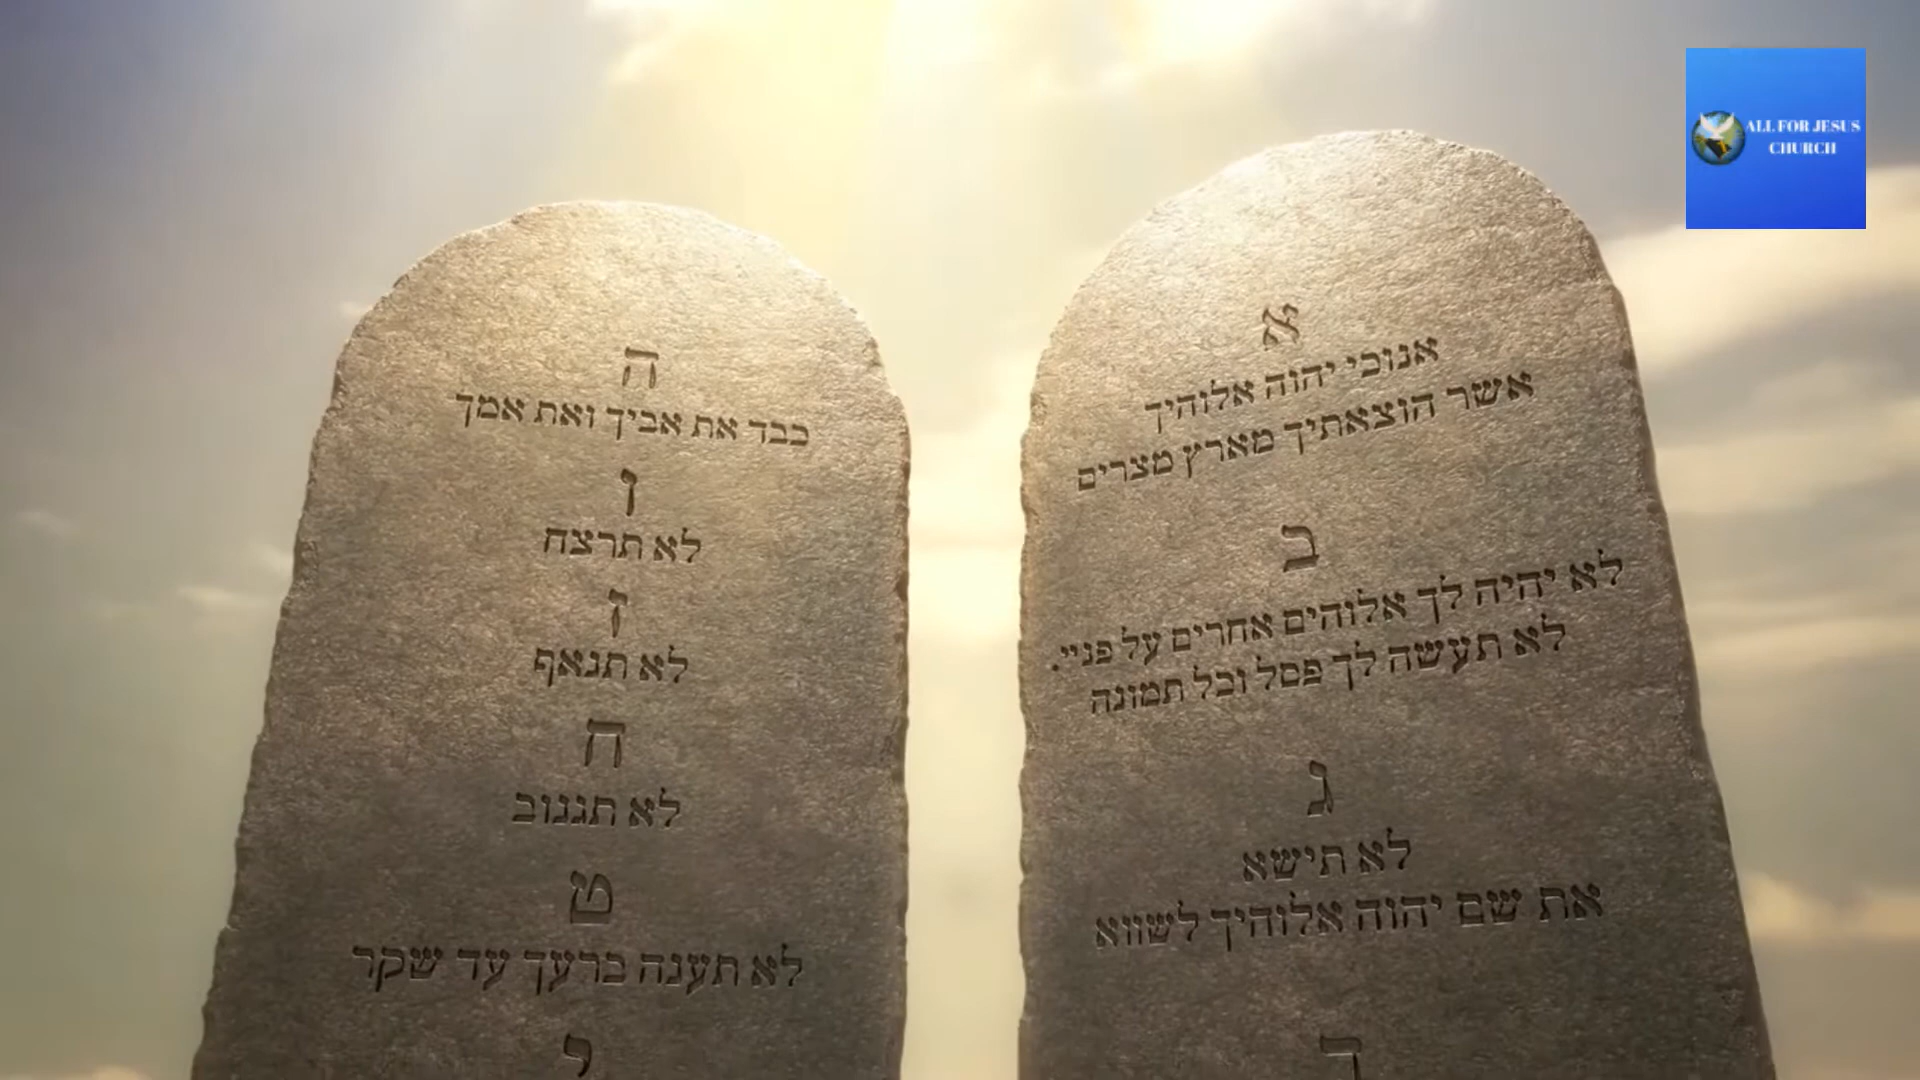 א
אנוכי יהוה אלוהיך
אשר הוצאתיך מארץ מצרים
ב
לא יהיה לך אלוהים אחרים על פניי.
לא תעשה לך פסל וכל תמונה
ג
לא תישא
את שם יהוה אלוהיך לשווא
ד
ה
כבד את אביך ואת אמך
ו
לא תרצח
ז
לא תנאף
ח
לא תגנוב
ט
לא תענה ברעך עד שקר
י
ALL FOR JESUS
CHURCH